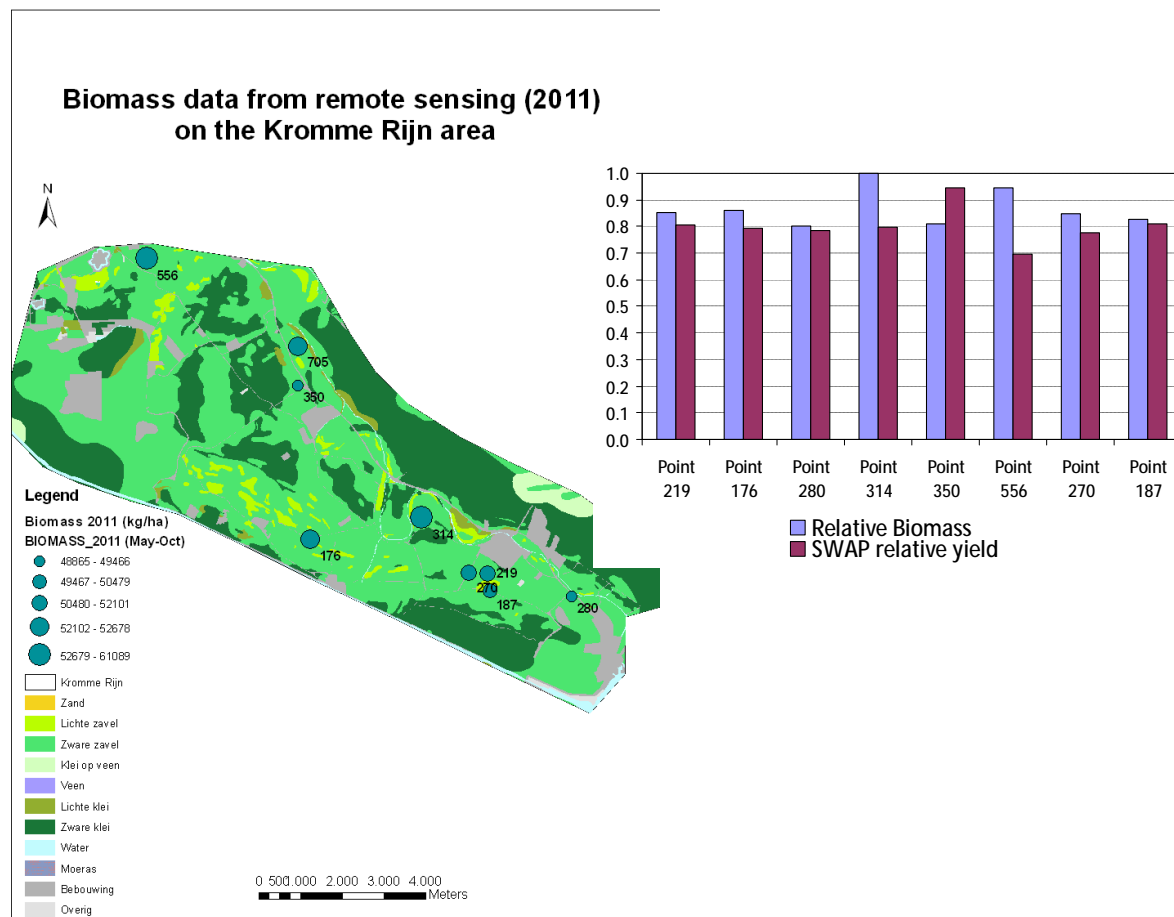 Biomass data from remote sensing (2011)
on the Kromme Rijn area
N
556
705
350
314
176
219
270
187
280
Legend
Biomass 2011 (kg/ha)
BIOMASS_2011 (May-Oct)
48865 - 49466
49467 - 50479
50480 - 52101
52102 - 52678
52679 - 61089
Kromme Rijn
Zand
Lichte zavel
Zware zavel
Klei op veen
Veen
Lichte klei
Zware klei
Water
Moeras
Bebouwing
Overig
0 500 1.000 2.000 3.000 4.000
Meters
1.0
0.9
0.8
0.7
0.6
0.5
0.4
0.3
0.2
0.1
0.0
Point Point Point Point Point Point Point Point
219 176 280 314 350 556 270 187
Relative Biomass
SWAP relative yield